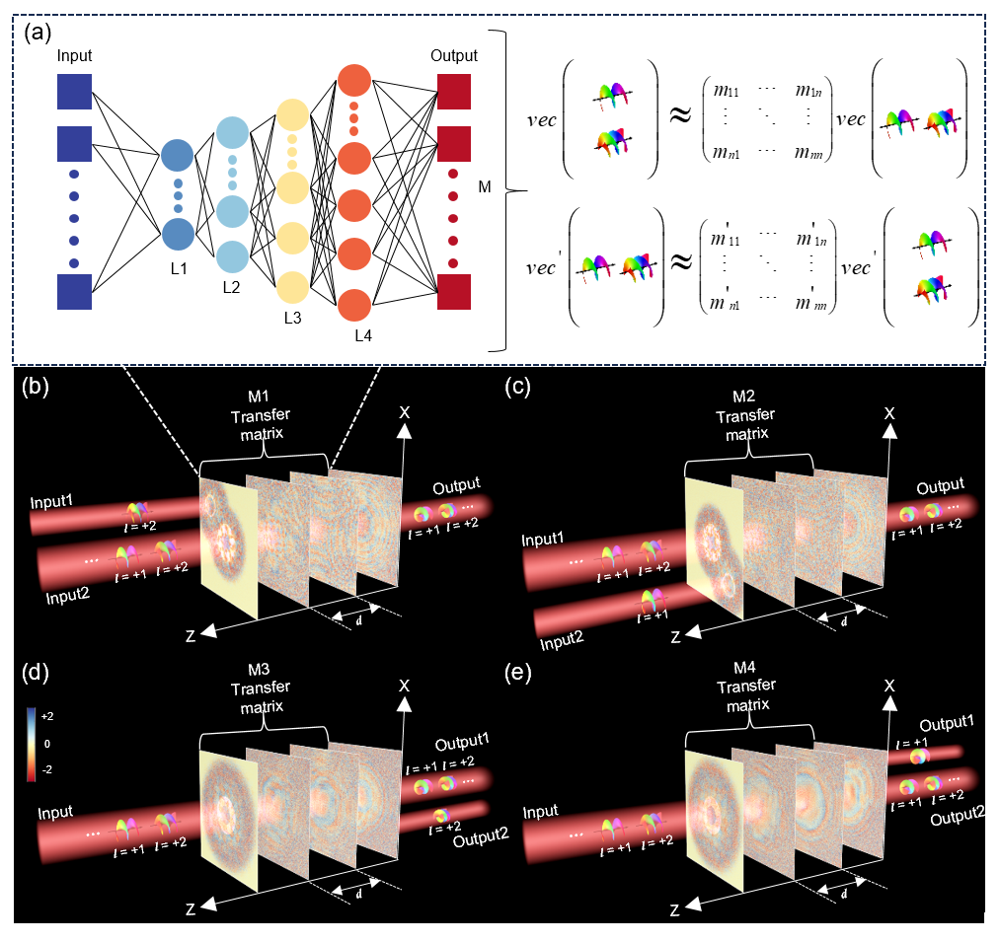 (a)
Input
Output
L1
L2
L3
L4
M
vec ≈ m11 ··· m1n vec
⋮ ⋱ ⋮
mn1 ··· mnn
vec' ≈ m'11 ··· m'1n vec'
⋮ ⋱ ⋮
m'n1 ··· m'nn
(b)
M1
Transfer
matrix
X
Input1
l = +2
Output
...
l = +1
l = +2
...
l = +1
l = +2
Input2
Z
d
(c)
M2
Transfer
matrix
X
Output
...
l = +1
l = +2
Input1
...
l = +1
l = +2
l = +1
Input2
Z
d
(d)
M3
Transfer
matrix
X
+2
0
-2
Output1
l = +1 l = +2
...
Input
...
l = +1
l = +2
l = +2
Output2
Z
d
(e)
M4
Transfer
matrix
X
Output1
l = +1
...
l = +1
l = +2
Output2
Input
...
l = +1
l = +2
Z
d